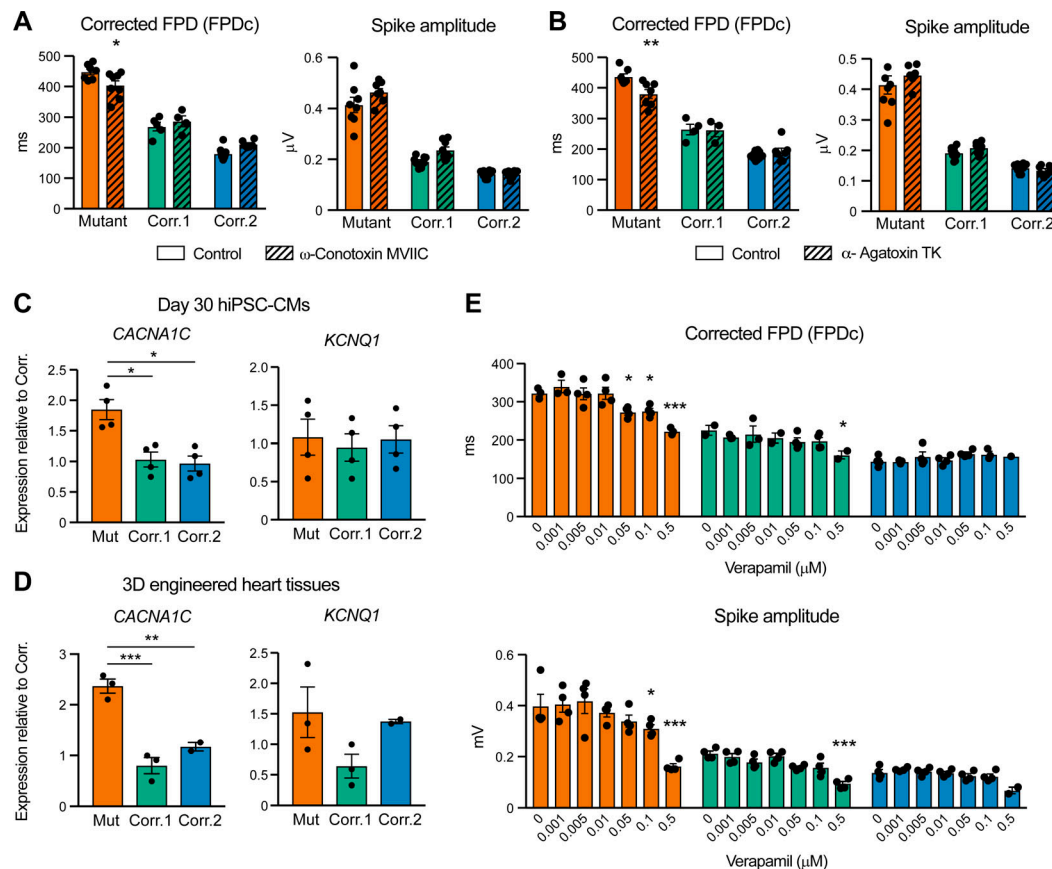 A
Corrected FPD (FPDc)
Spike amplitude
*
500
400
300
200
100
0
ms
0.6
0.4
0.2
0
µV
Mutant Corr.1 Corr.2
Mutant Corr.1 Corr.2
Control ω-Conotoxin MVIIC
B
Corrected FPD (FPDc)
Spike amplitude
**
500
400
300
200
100
0
ms
0.5
0.4
0.3
0.2
0.1
0
µV
Mutant Corr.1 Corr.2
Mutant Corr.1 Corr.2
Control α- Agatoxin TK
C
Day 30 hiPSC-CMs
CACNA1C
KCNQ1
Expression relative to Corr.
*
*
2.5
2.0
1.5
1.0
0.5
0
2.0
1.5
1.0
0.5
0
Mut Corr.1 Corr.2
Mut Corr.1 Corr.2
D
3D engineered heart tissues
CACNA1C
KCNQ1
Expression relative to Corr.
**
***
3
2
1
0
2.5
2.0
1.5
1.0
0.5
0
Mut Corr.1 Corr.2
Mut Corr.1 Corr.2
E
Corrected FPD (FPDc)
* * *** *
400
300
200
100
0
ms
0 0.001 0.005 0.01 0.05 0.1 0.5
0 0.001 0.005 0.01 0.05 0.1 0.5
0 0.001 0.005 0.01 0.05 0.1 0.5
Verapamil (µM)
Spike amplitude
* *** ***
0.6
0.4
0.2
0
mV
0 0.001 0.005 0.01 0.05 0.1 0.5
0 0.001 0.005 0.01 0.05 0.1 0.5
0 0.001 0.005 0.01 0.05 0.1 0.5
Verapamil (µM)